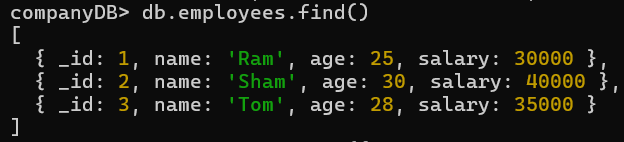 companyDB> db.employees.find()
[
  { _id: 1, name: 'Ram', age: 25, salary: 30000 },
  { _id: 2, name: 'Sham', age: 30, salary: 40000 },
  { _id: 3, name: 'Tom', age: 28, salary: 35000 }
]